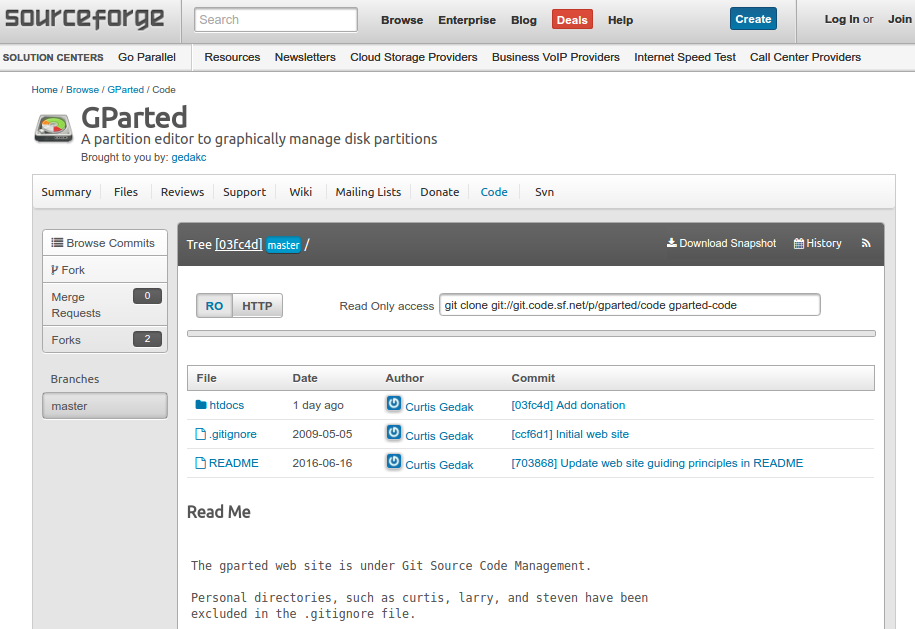 sourceforge Search Browse Enterprise Blog Deals Help Create Log In or Join
SOLUTION CENTERS Go Parallel Resources Newsletters Cloud Storage Providers Business VoIP Providers Internet Speed Test Call Center Providers
Home / Browse / GParted / Code
GParted
A partition editor to graphically manage disk partitions
Brought to you by: gedakc
Summary Files Reviews Support Wiki Mailing Lists Donate Code Svn
Browse Commits
Fork
Merge Requests 0
Forks 2
Branches
master
Tree [03fc4d] master / Download Snapshot History
RO HTTP Read Only access git clone git://git.code.sf.net/p/gparted/code gparted-code
File Date Author Commit
htdocs 1 day ago Curtis Gedak [03fc4d] Add donation
.gitignore 2009-05-05 Curtis Gedak [ccf6d1] Initial web site
README 2016-06-16 Curtis Gedak [703868] Update web site guiding principles in README
Read Me
The gparted web site is under Git Source Code Management.
Personal directories, such as curtis, larry, and steven have been
excluded in the .gitignore file.